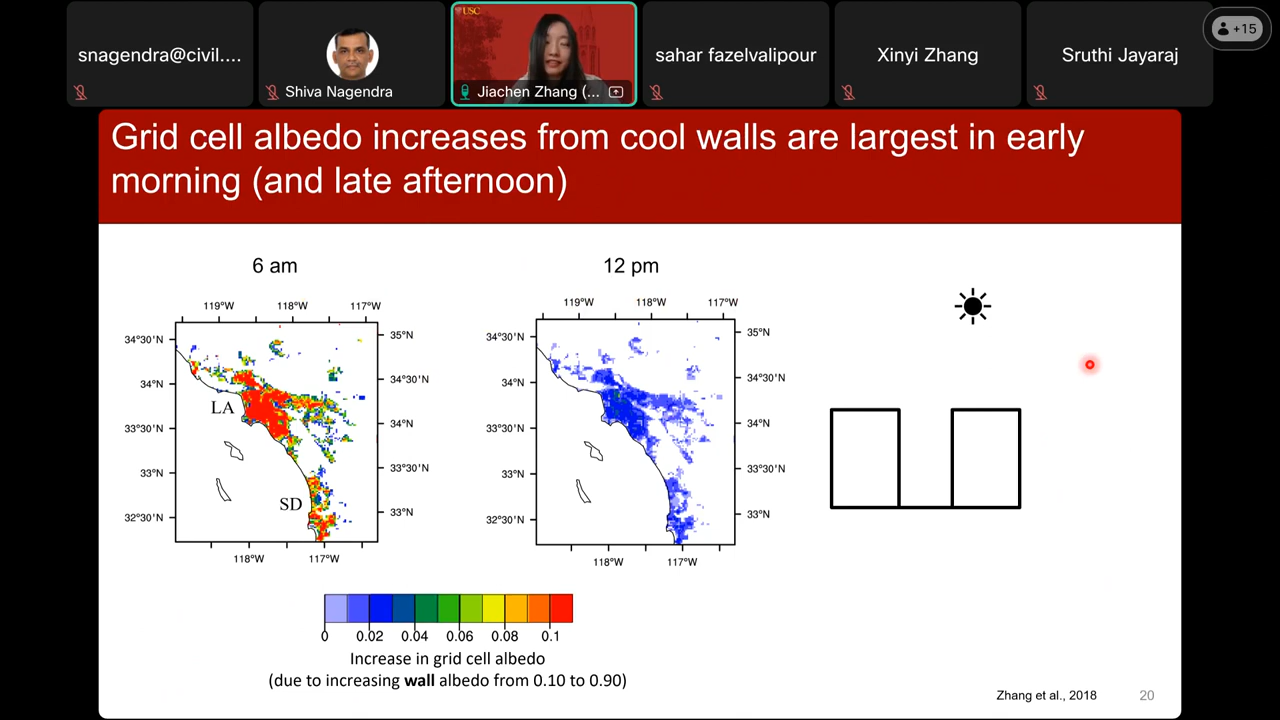 snagendra@civil....
Shiva Nagendra
USC
Jiachen Zhang (...
sahar fazelvalipour
Xinyi Zhang
Sruthi Jayaraj
+15
Grid cell albedo increases from cool walls are largest in early
morning (and late afternoon)
6 am
119°W 118°W 117°W
34°30'N
34°N
33°30'N
33°N
32°30'N
35°N
34°30'N
34°N
33°30'N
33°N
LA
SD
118°W 117°W
12 pm
119°W 118°W 117°W
34°30'N
34°N
33°30'N
33°N
32°30'N
35°N
34°30'N
34°N
33°30'N
33°N
118°W 117°W
0 0.02 0.04 0.06 0.08 0.1
Increase in grid cell albedo
(due to increasing wall albedo from 0.10 to 0.90)
Zhang et al., 2018
20